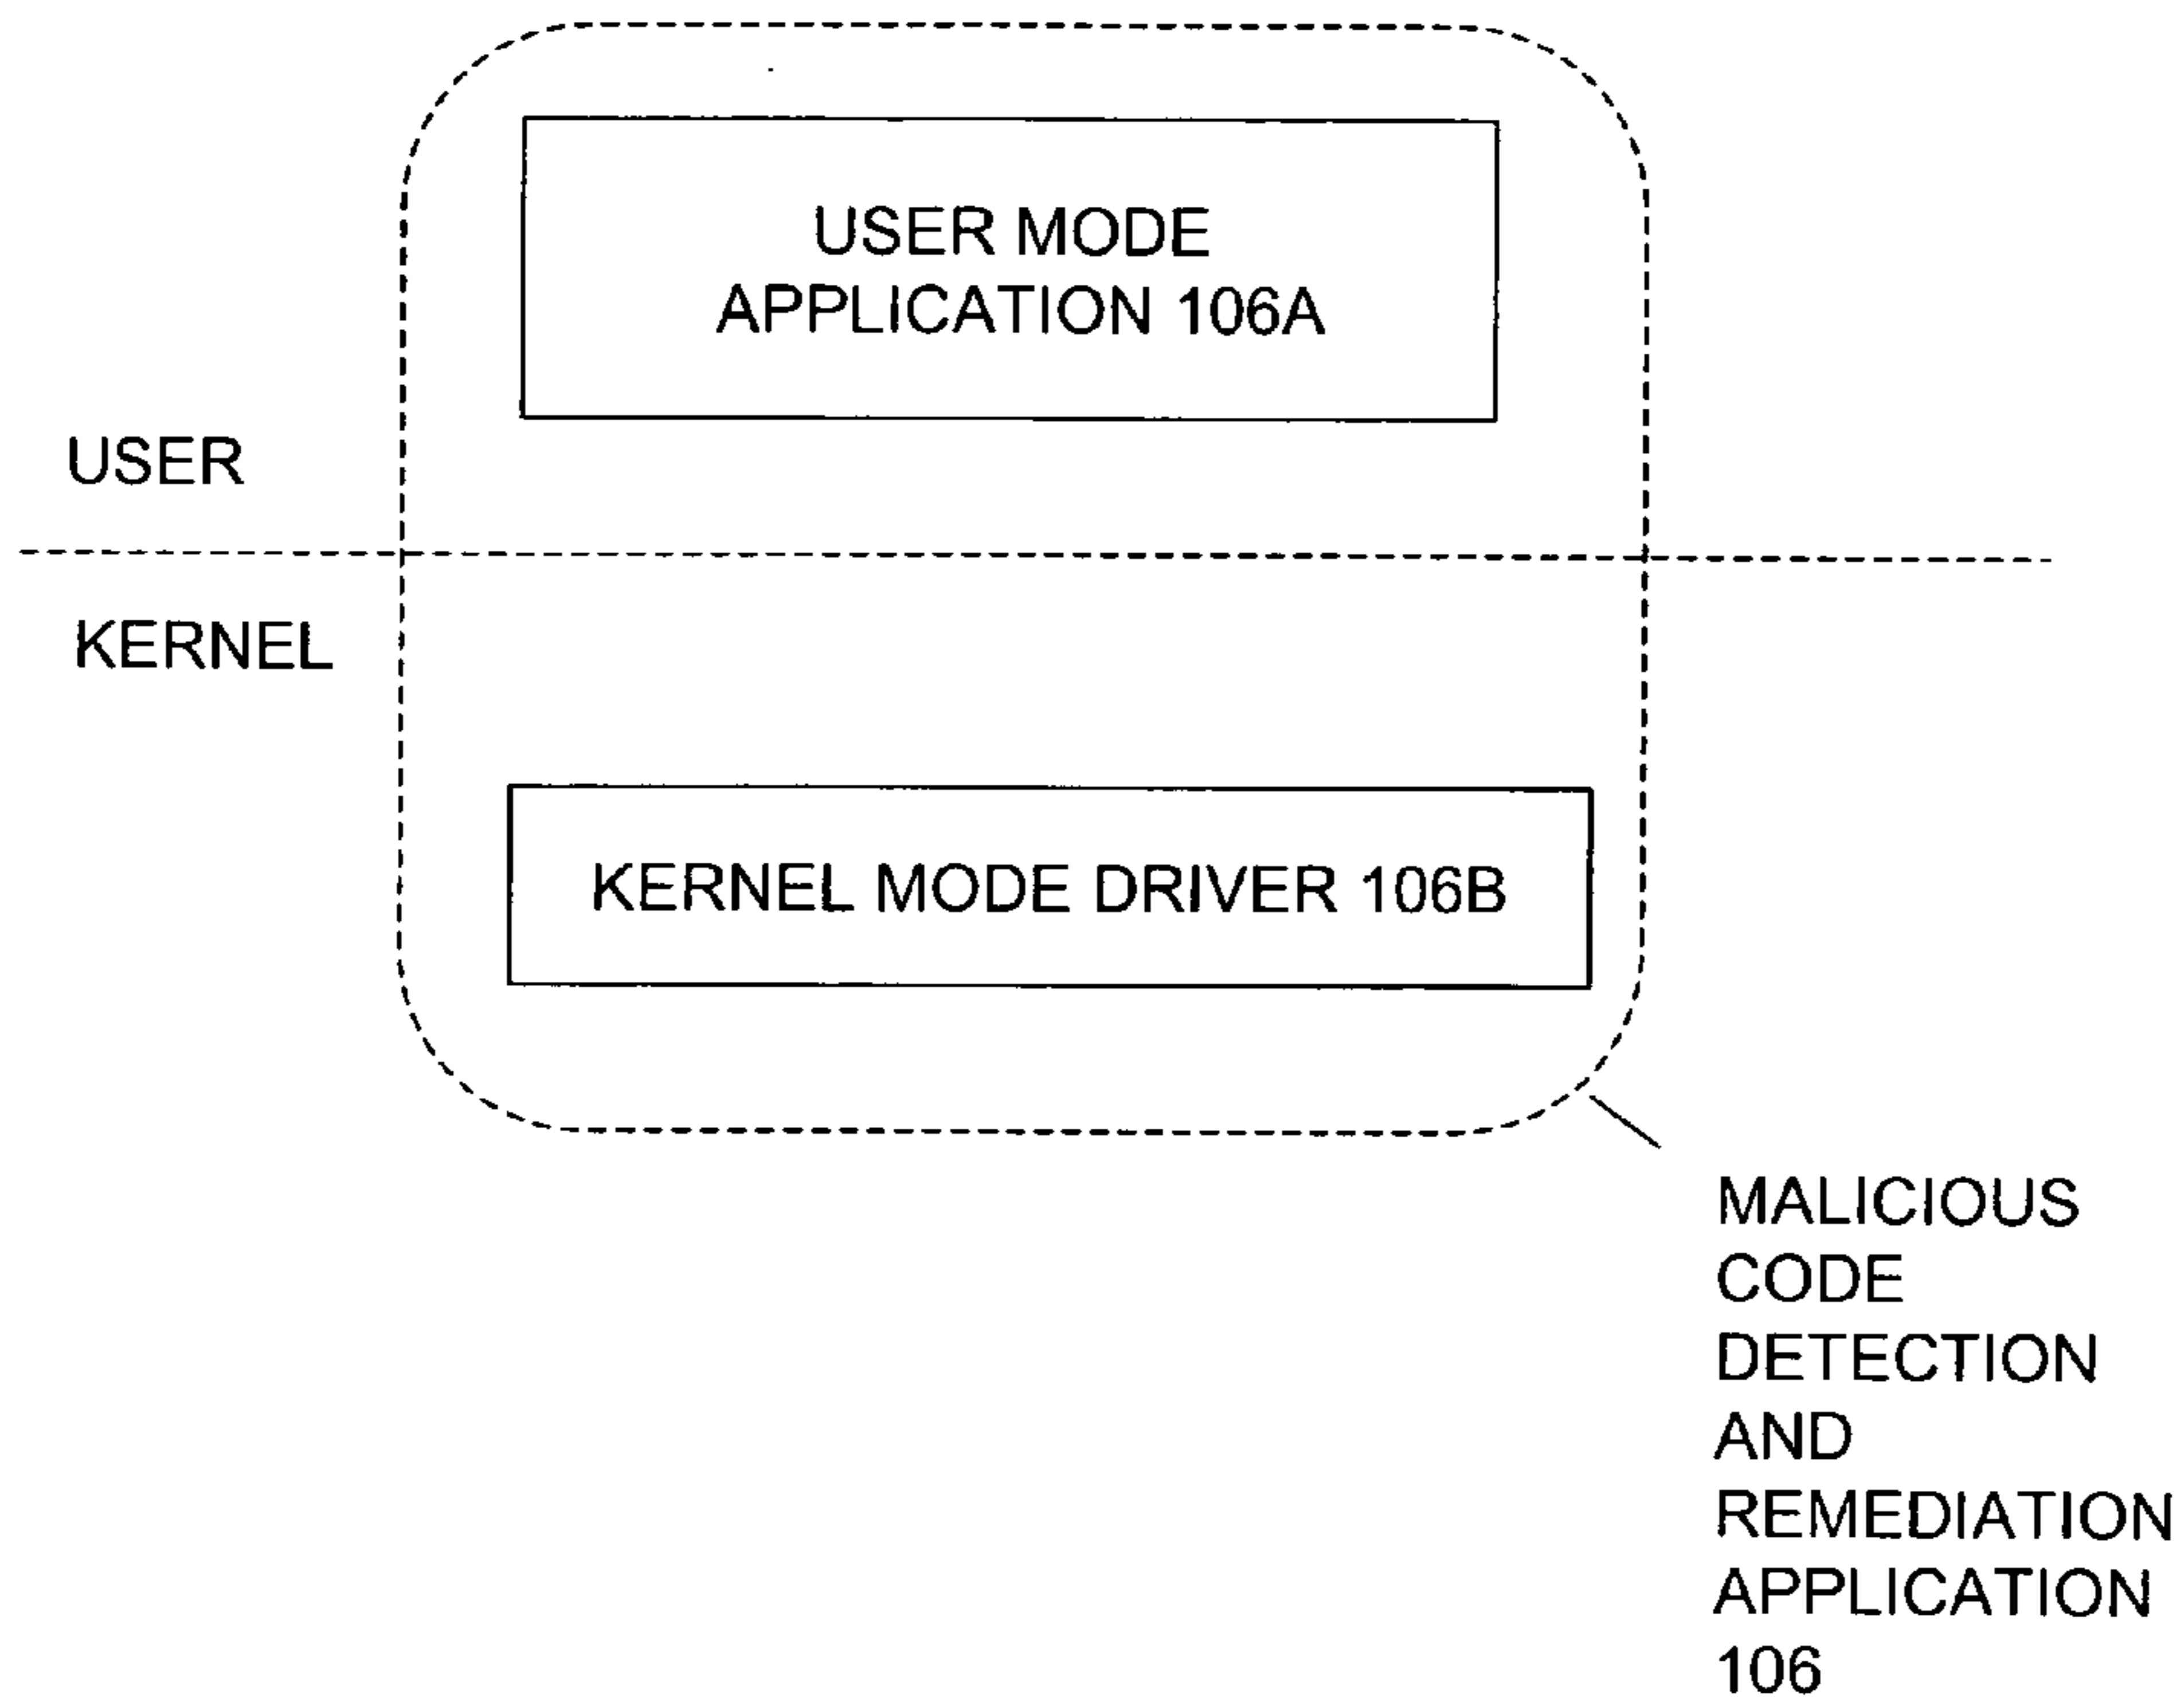 USER MODE
APPLICATION 106A
USER
KERNEL
KERNEL MODE DRIVER 106B
MALICIOUS
CODE
DETECTION
AND
REMEDIATION
APPLICATION
106